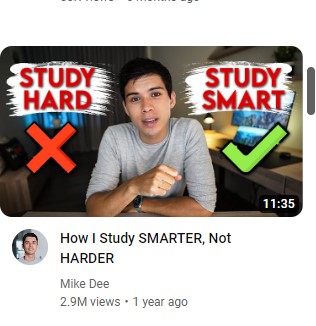 STUDY
HARD
STUDY
SMART
11:35
How I Study SMARTER, Not
HARDER
Mike Dee
2.9M views • 1 year ago